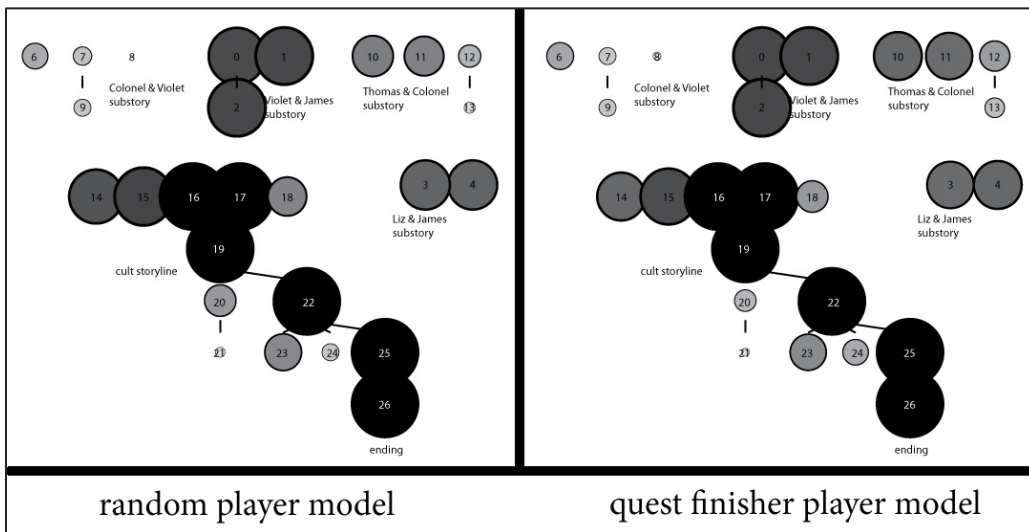 6 7 8 0 1 10 11 12
9 Colonel & Violet
substory
2 Violet & James
substory
Thomas & Colonel
substory
13
14 15 16 17 18 3 4
Liz & James
substory
19
cult storyline
20 22
21 23 24 25
26
ending
random player model
6 7 8 0 1 10 11 12
9 Colonel & Violet
substory
2 Violet & James
substory
Thomas & Colonel
substory
13
14 15 16 17 18 3 4
Liz & James
substory
19
cult storyline
20 22
21 23 24 25
26
ending
quest finisher player model